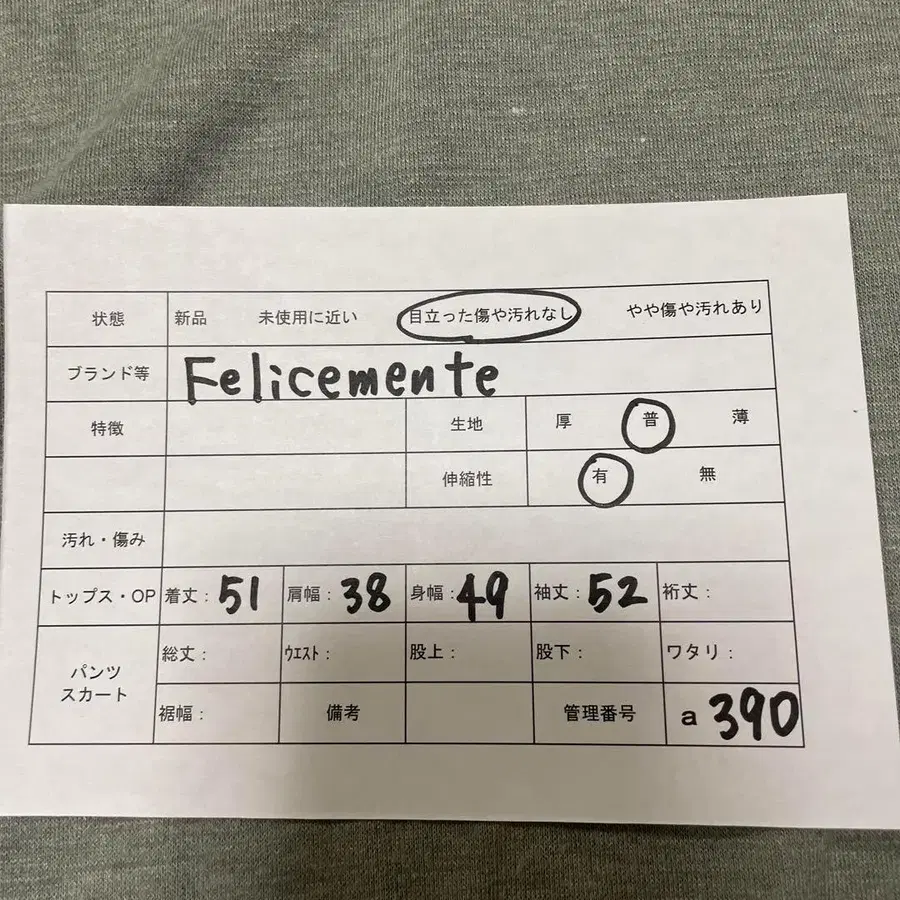 状態 新品 未使用に近い 目立った傷や汚れなし やや傷や汚れあり
ブランド等 Felicemente
特徴 生地 厚 普 薄
伸縮性 有 無
汚れ・傷み
トップス・OP 着丈: 51 肩幅: 38 身幅: 49 袖丈: 52 裄丈:
パンツ スカート 総丈: ウエスト: 股上: 股下: ワタリ:
裾幅: 備考 管理番号 a 390